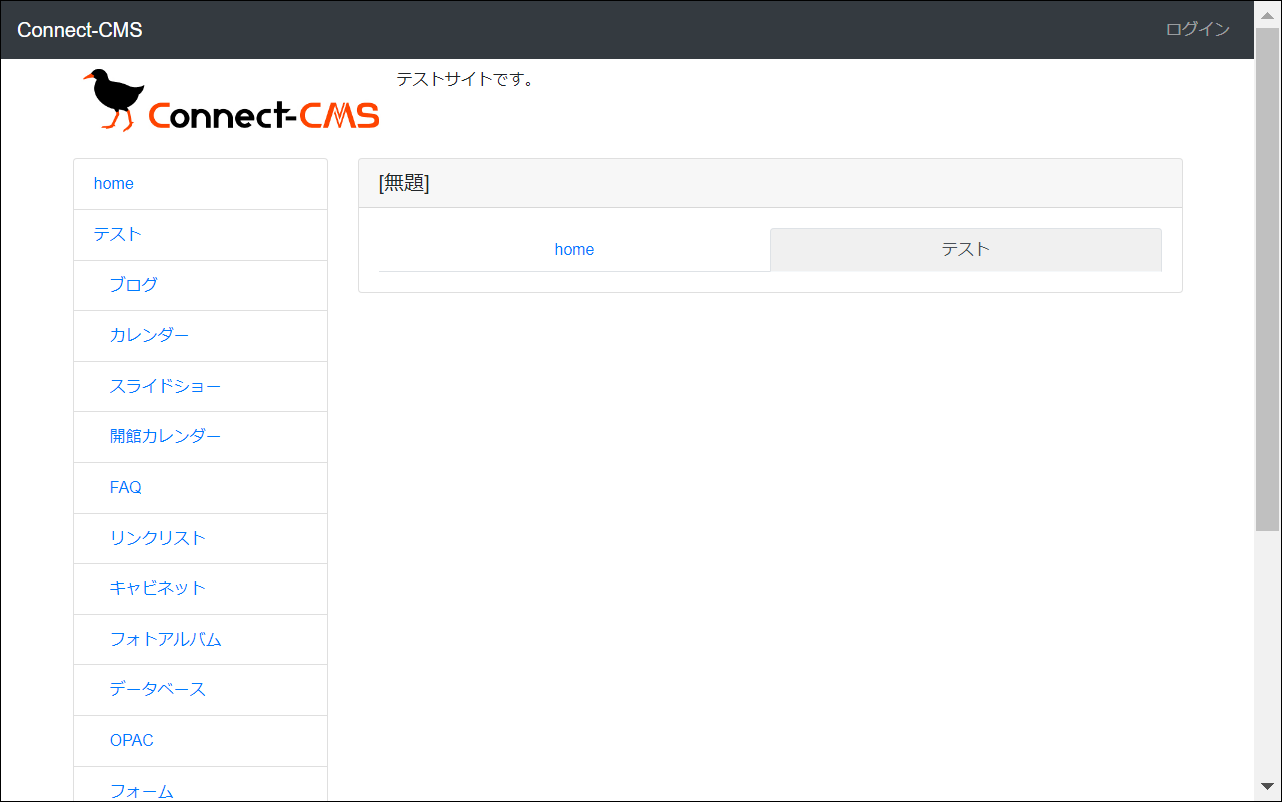 Connect-CMS
ログイン
Connect-CMS
テストサイトです。
home
テスト
ブログ
カレンダー
スライドショー
開館カレンダー
FAQ
リンクリスト
キャビネット
フォトアルバム
データベース
OPAC
フォーム
[無題]
home
テスト